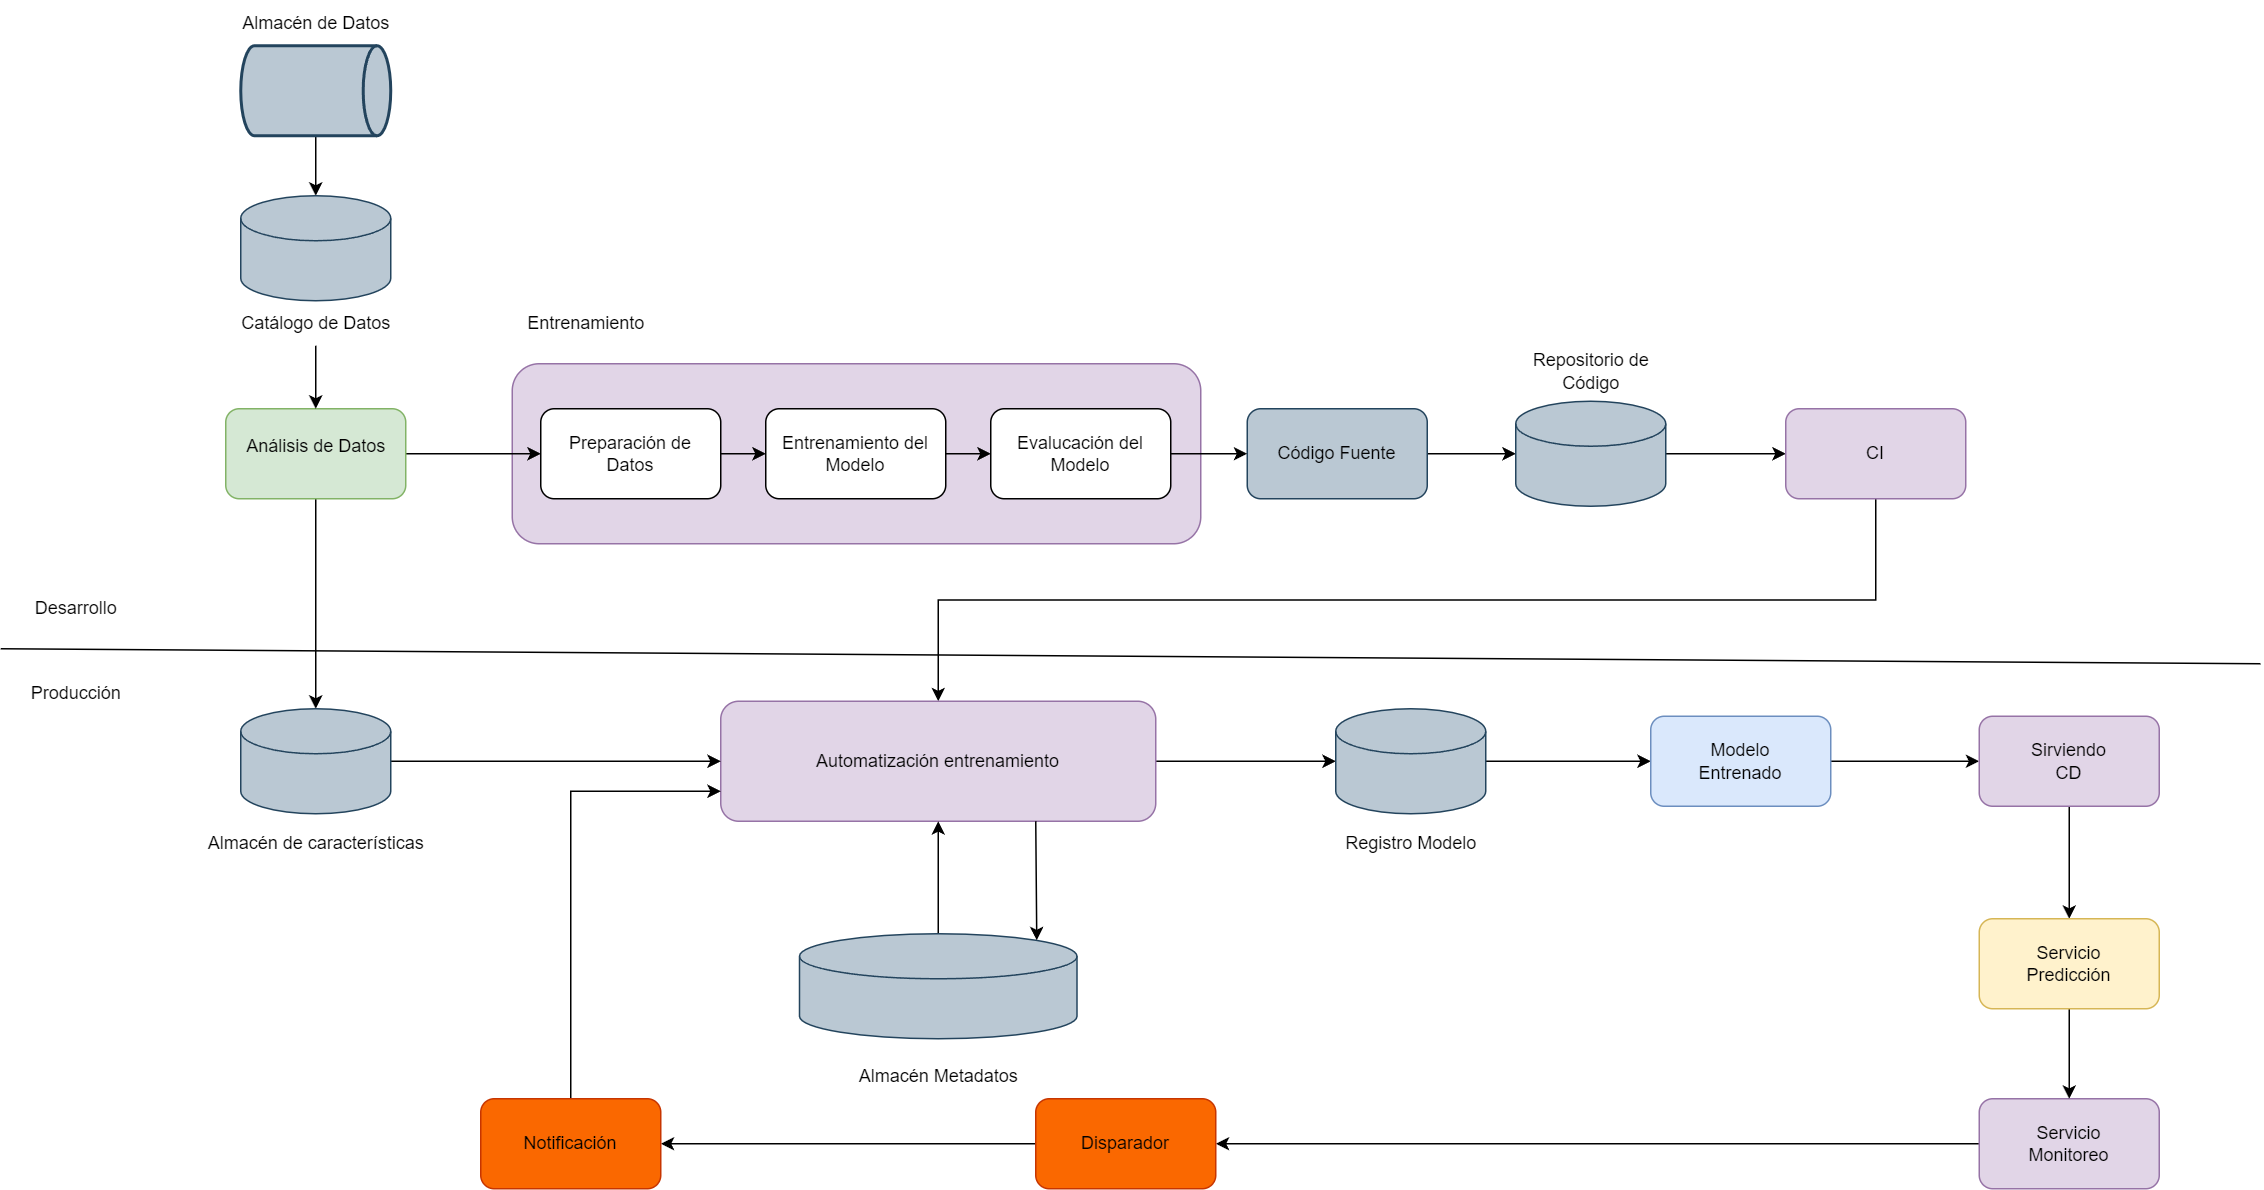 Almacén de Datos
Catálogo de Datos
Entrenamiento
Análisis de Datos
Preparación de
Datos
Entrenamiento del
Modelo
Evalucación del
Modelo
Código Fuente
Repositorio de
Código
CI
Desarrollo
Producción
Almacén de características
Automatización entrenamiento
Registro Modelo
Modelo
Entrenado
Sirviendo
CD
Servicio
Predicción
Almacén Metadatos
Notificación
Disparador
Servicio
Monitoreo